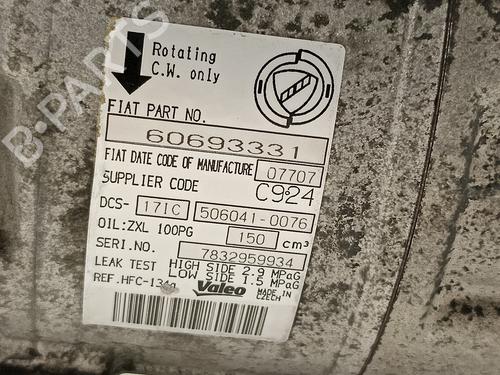 Rotating
C.W. only
FIAT PART NO.
60693331
FIAT DATE CODE OF MANUFACTURE 07707
SUPPLIER CODE C924
DCS- 171C 506041-0076
OIL:ZXL 100PG 150 cm³
SERI.NO. 7832959934
LEAK TEST HIGH SIDE 2.9 MPaG
LOW SIDE 1.5 MPaG
REF.HFC-134a Valeo MADE IN
CZECH
B-PARTS